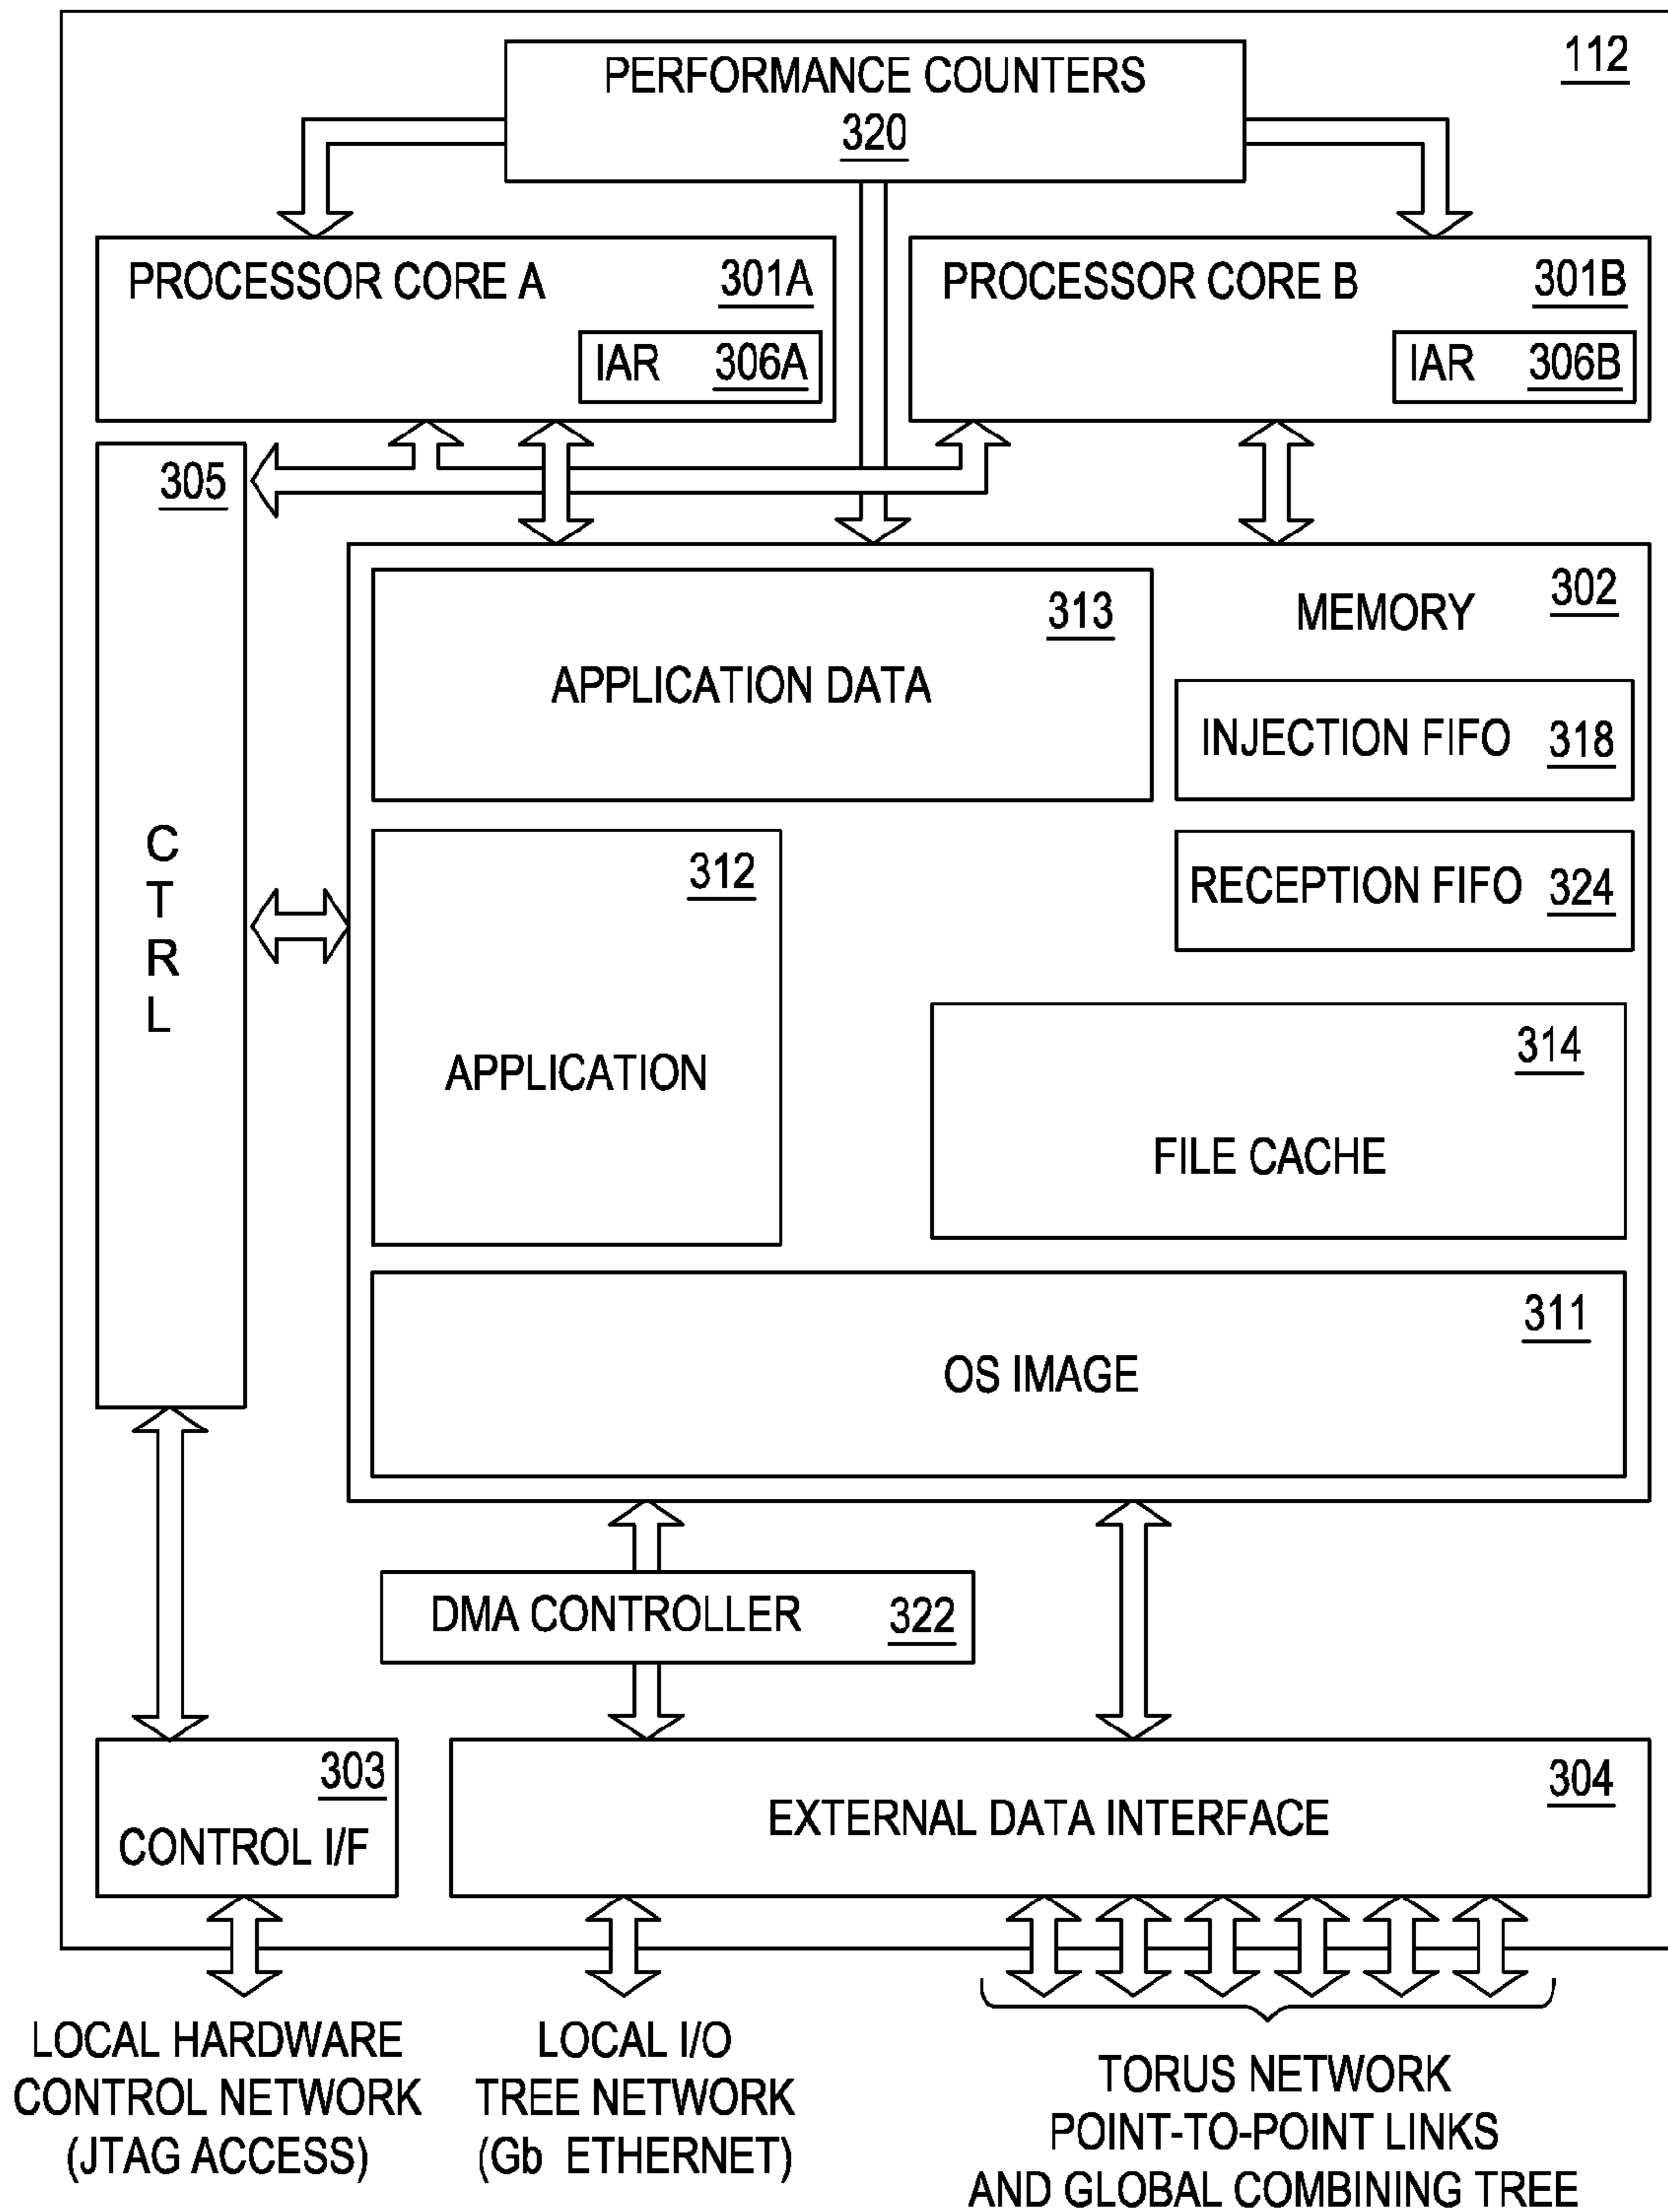 112
PERFORMANCE COUNTERS
320
PROCESSOR CORE A 301A
IAR 306A
PROCESSOR CORE B 301B
IAR 306B
305
CTRL
MEMORY 302
313
APPLICATION DATA
INJECTION FIFO 318
RECEPTION FIFO 324
312
APPLICATION
314
FILE CACHE
311
OS IMAGE
DMA CONTROLLER 322
303
CONTROL I/F
304
EXTERNAL DATA INTERFACE
LOCAL HARDWARE
CONTROL NETWORK
(JTAG ACCESS)
LOCAL I/O
TREE NETWORK
(Gb ETHERNET)
TORUS NETWORK
POINT-TO-POINT LINKS
AND GLOBAL COMBINING TREE